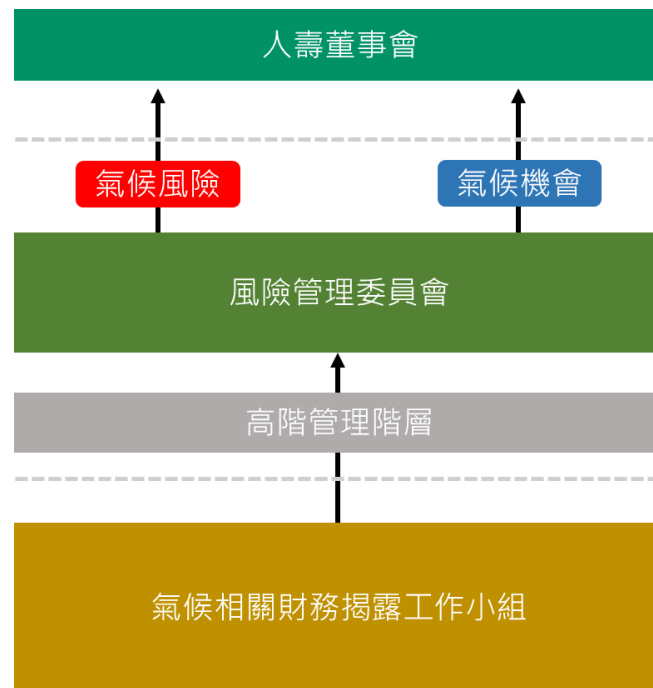 人壽董事會
氣候風險
氣候機會
風險管理委員會
高階管理階層
氣候相關財務揭露工作小組